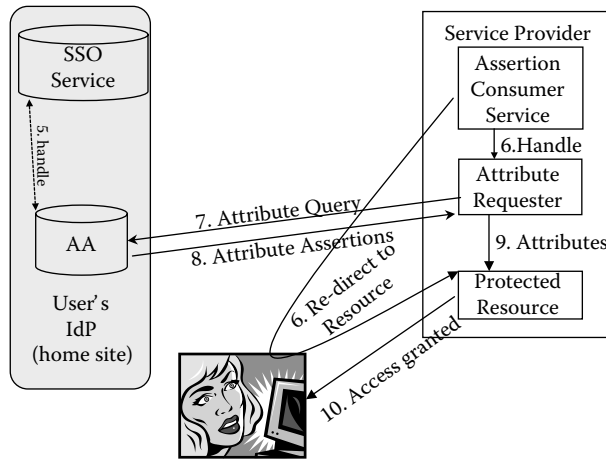 SSO
Service
5. handle
AA
User's
IdP
(home site)
7. Attribute Query
8. Attribute Assertions
6. Re-direct to
Resource
10. Access granted
Service Provider
Assertion
Consumer
Service
6.Handle
Attribute
Requester
9. Attributes
Protected
Resource